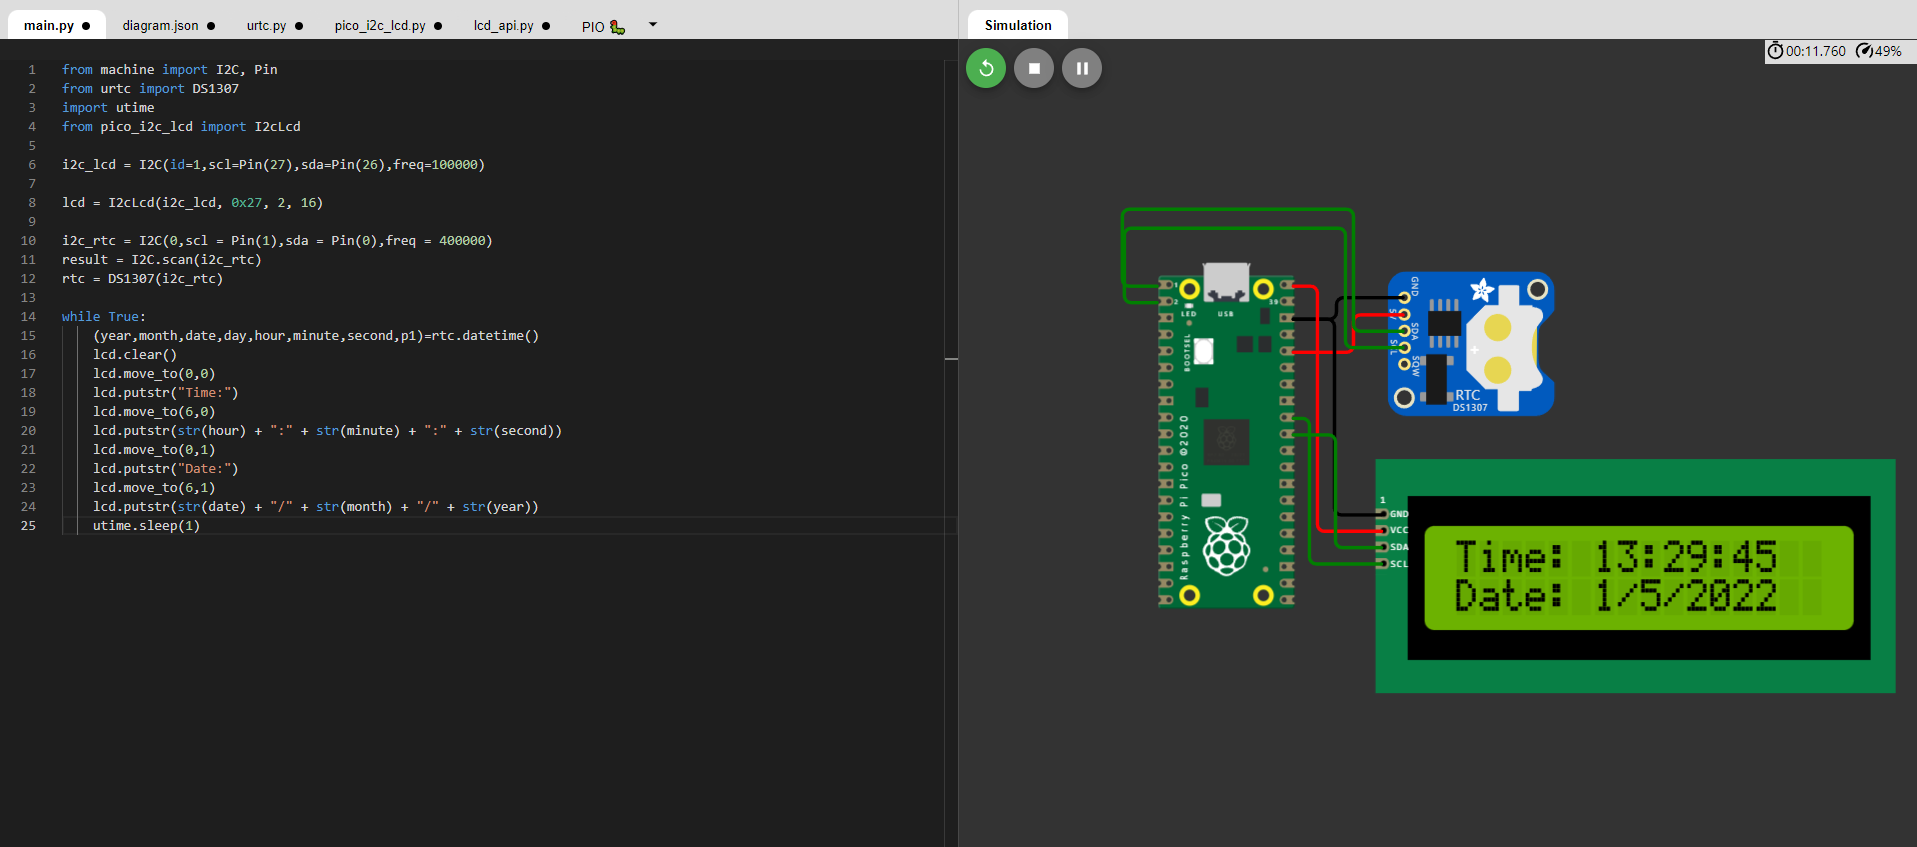 main.py ● diagram.json ● urtc.py ● pico_i2c_lcd.py ● lcd_api.py ● PIO
Simulation
00:11.760 49%
1 from machine import I2C, Pin
2 from urtc import DS1307
3 import utime
4 from pico_i2c_lcd import I2cLcd
5
6 i2c_lcd = I2C(id=1,scl=Pin(27),sda=Pin(26),freq=100000)
7
8 lcd = I2cLcd(i2c_lcd, 0x27, 2, 16)
9
10 i2c_rtc = I2C(0,scl = Pin(1),sda = Pin(0),freq = 400000)
11 result = I2C.scan(i2c_rtc)
12 rtc = DS1307(i2c_rtc)
13
14 while True:
15     (year,month,date,day,hour,minute,second,p1)=rtc.datetime()
16     lcd.clear()
17     lcd.move_to(0,0)
18     lcd.putstr("Time:")
19     lcd.move_to(6,0)
20     lcd.putstr(str(hour) + ":" + str(minute) + ":" + str(second))
21     lcd.move_to(0,1)
22     lcd.putstr("Date:")
23     lcd.move_to(6,1)
24     lcd.putstr(str(date) + "/" + str(month) + "/" + str(year))
25     utime.sleep(1)
1
2
39
LED
USB
BOOTSEL
Raspberry Pi Pico ©2020
GND
5V
SDA
SCL
SQW
RTC
DS1307
1
GND
VCC
SDA
SCL
Time: 13:29:45
Date: 1/5/2022